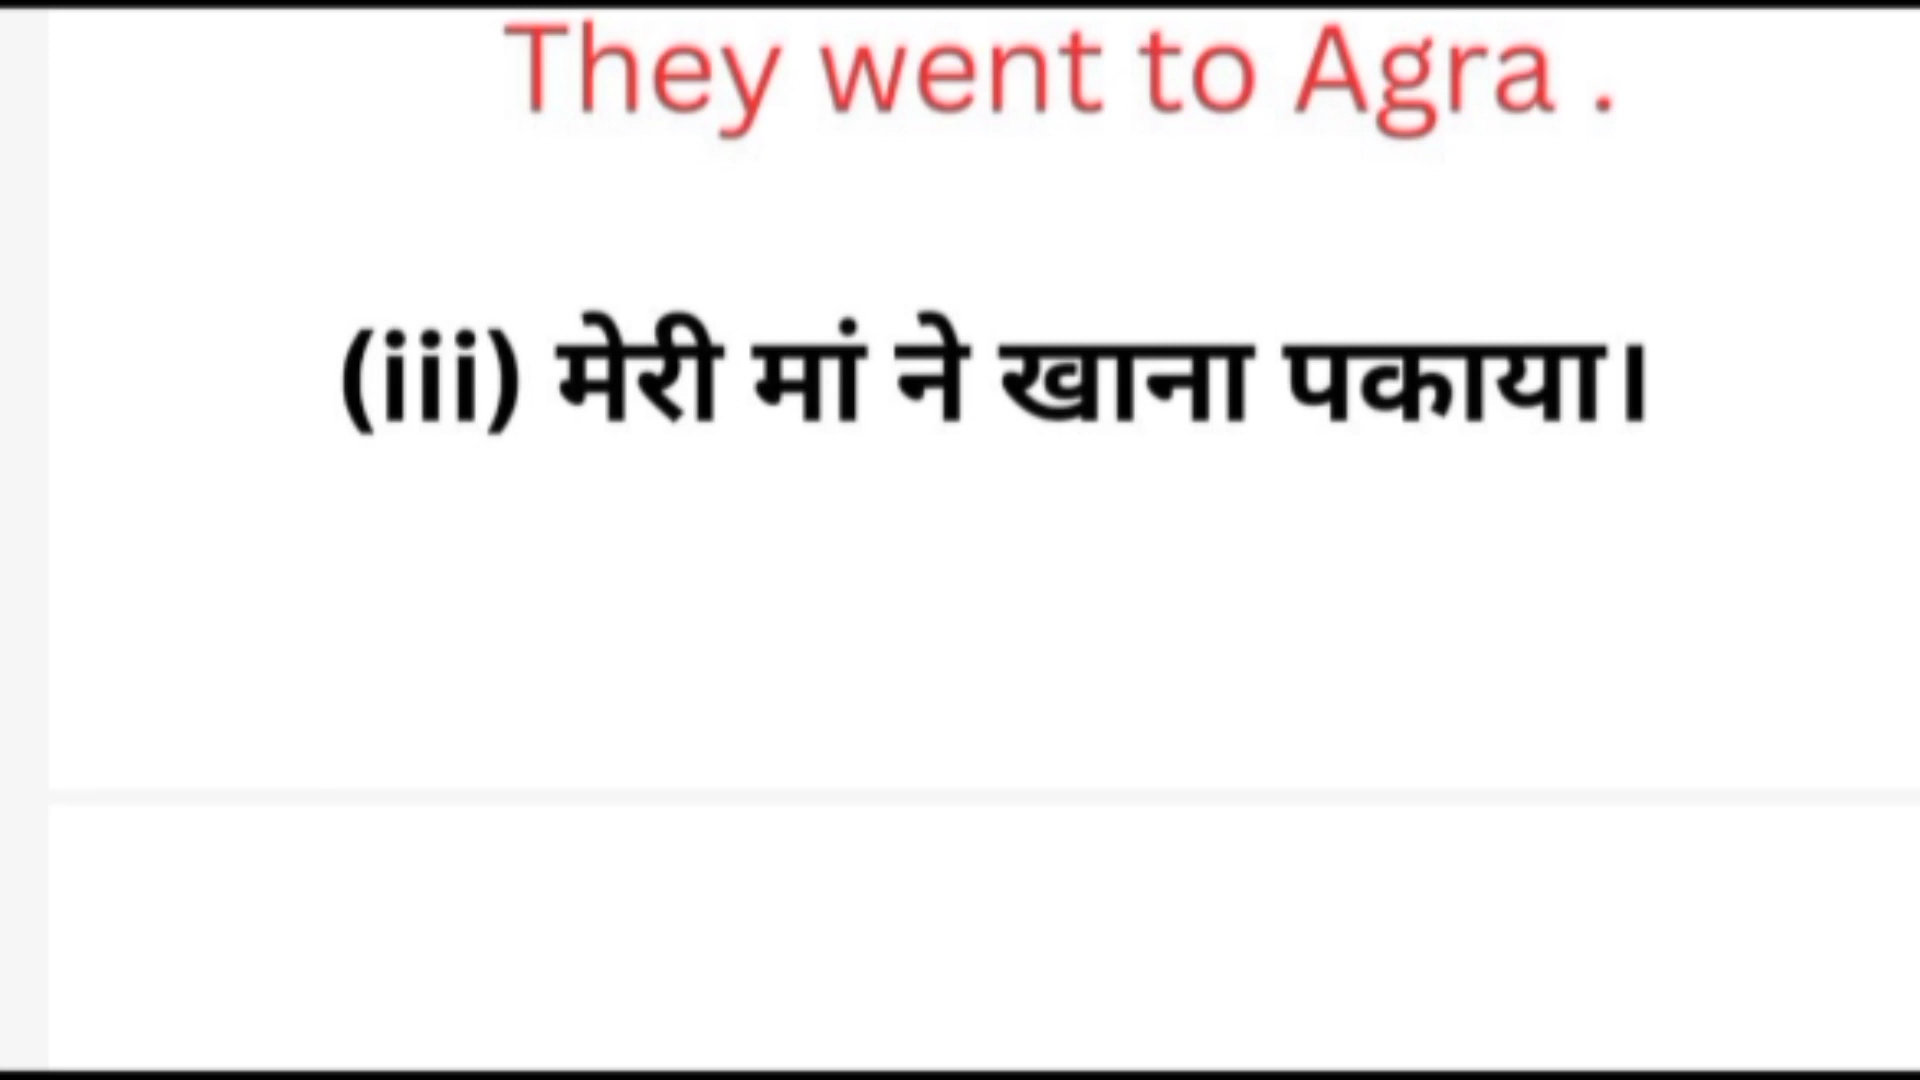 They went to Agra .
(iii) मेरी मां ने खाना पकाया।